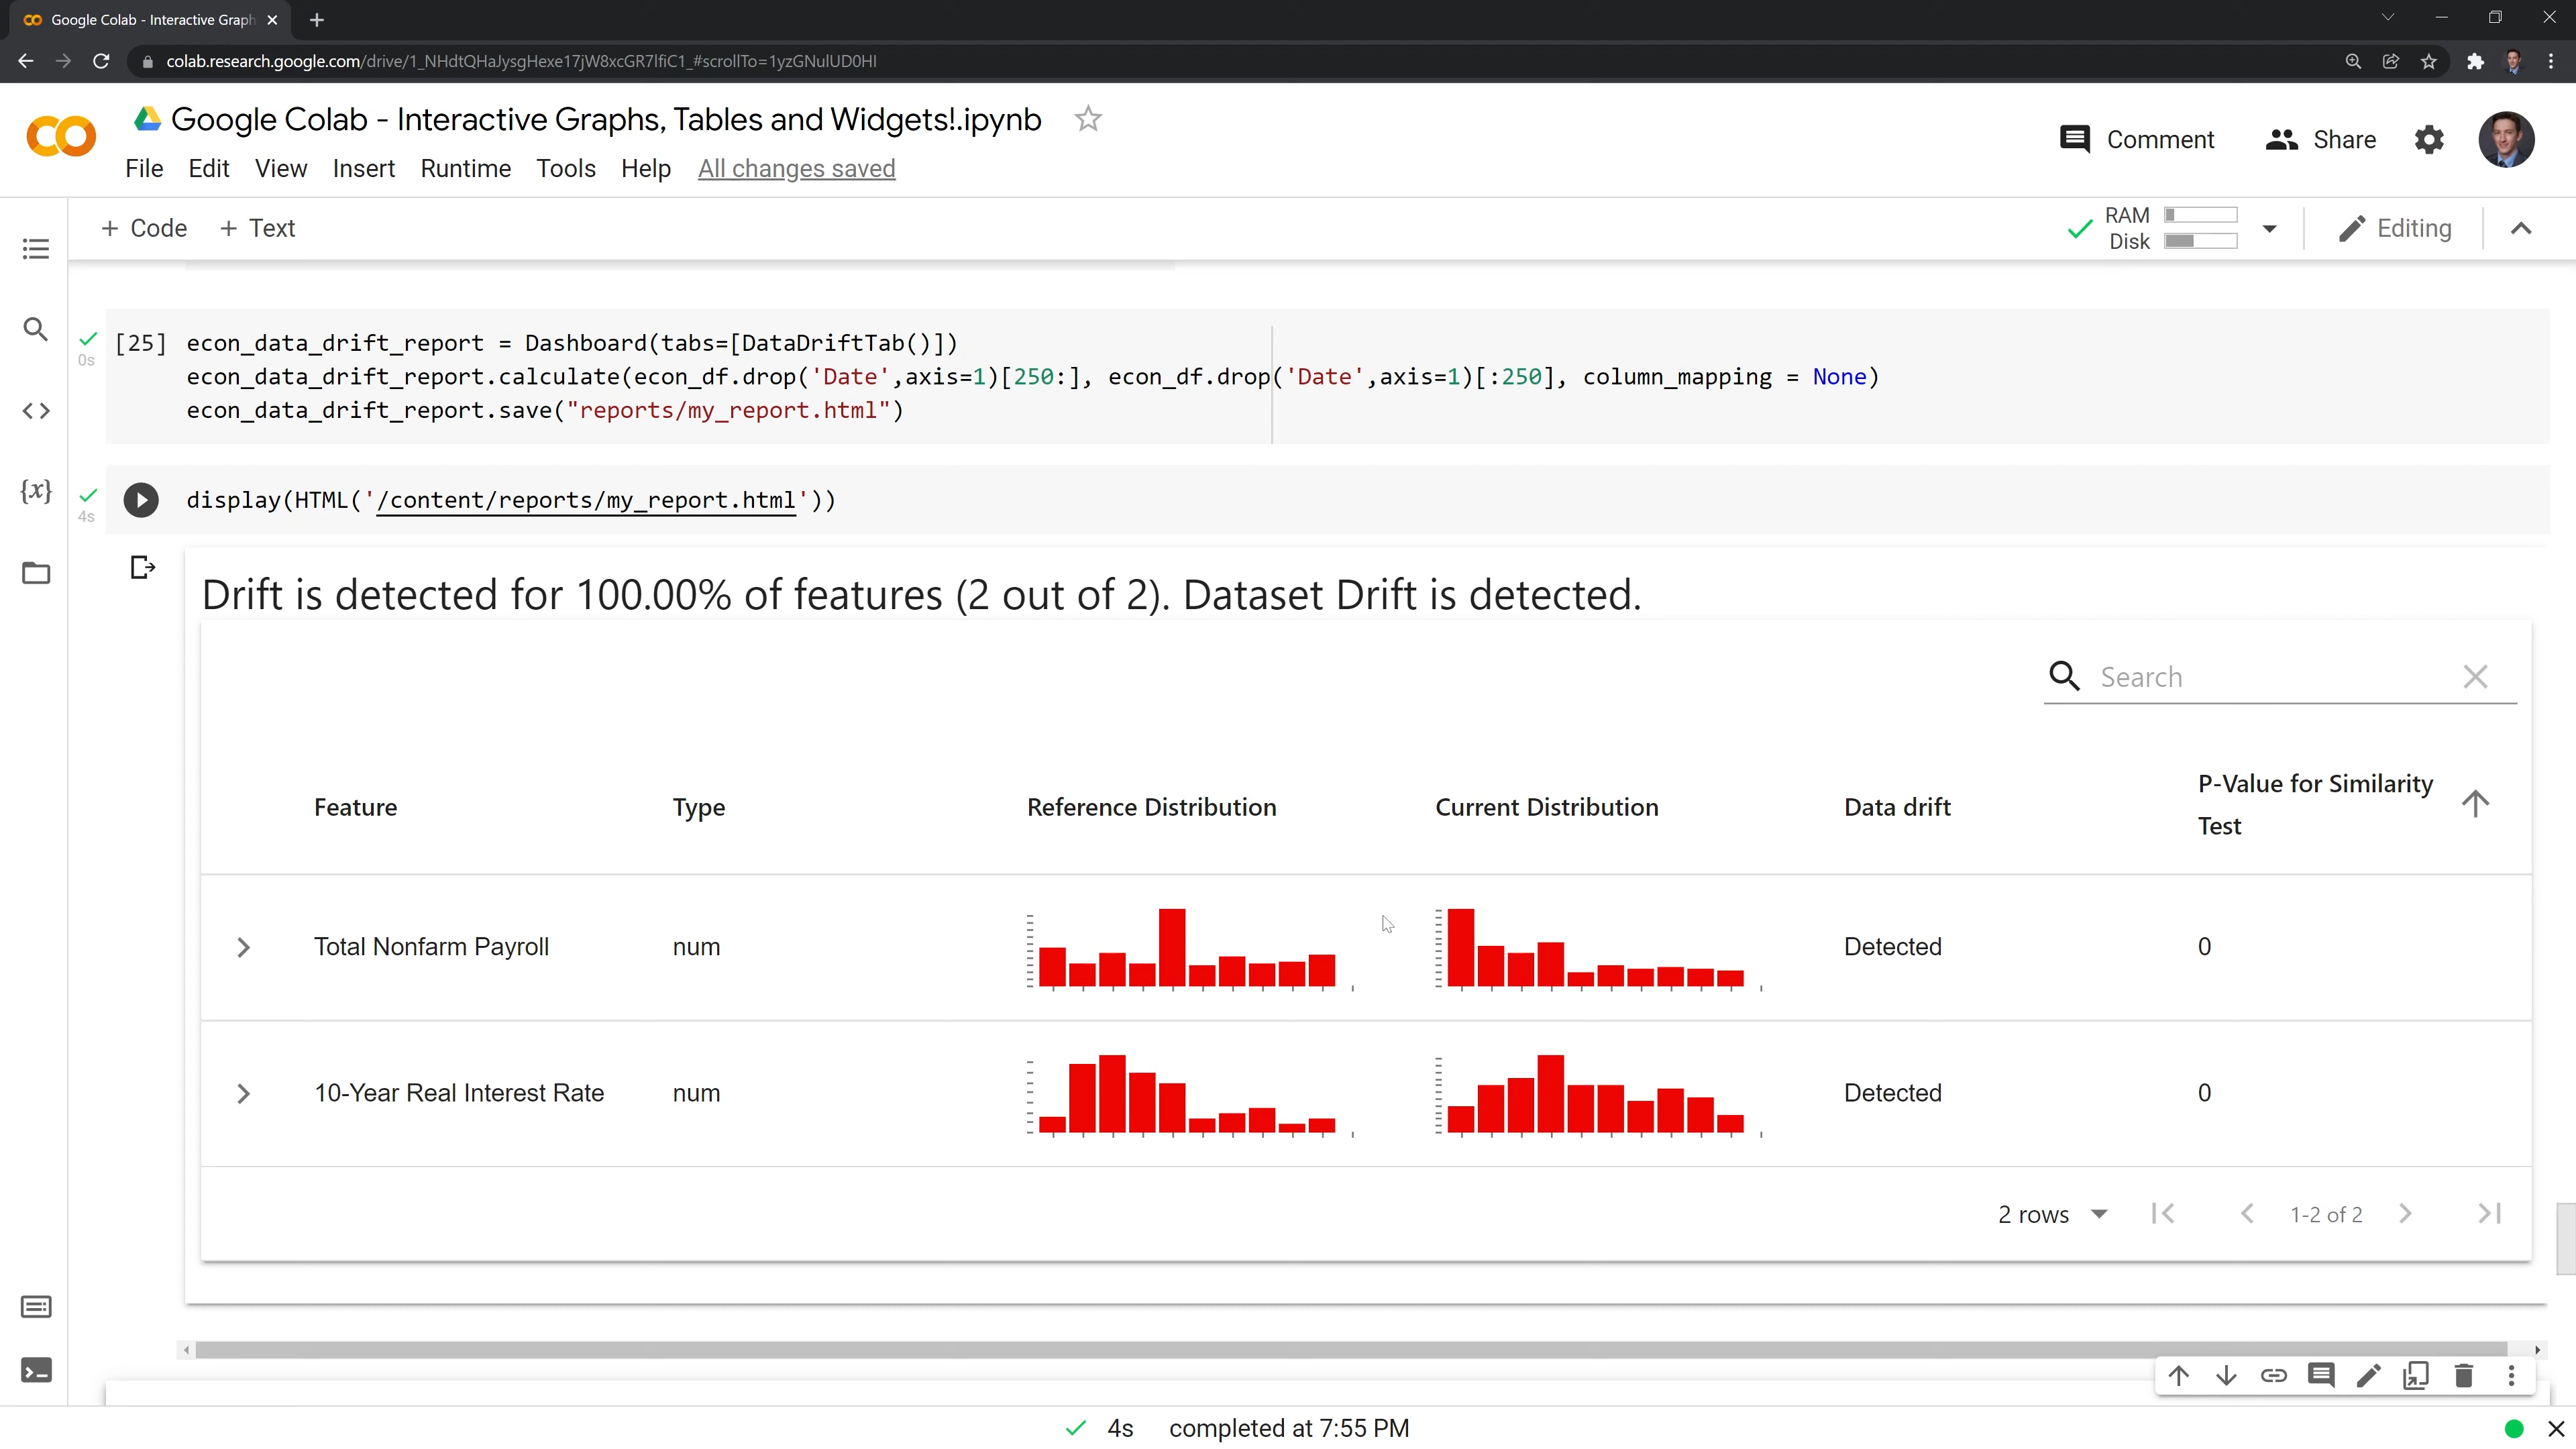 Google Colab - Interactive Graph
colab.research.google.com/drive/1_NHdtQHaJysgHexe17jW8xcGR7lfiC1_#scrollTo=1yzGNulUD0HI
Google Colab - Interactive Graphs, Tables and Widgets!.ipynb
Comment
Share
File Edit View Insert Runtime Tools Help All changes saved
+ Code + Text
RAM
Disk
Editing
[25] econ_data_drift_report = Dashboard(tabs=[DataDriftTab()])
0s
econ_data_drift_report.calculate(econ_df.drop('Date',axis=1)[250:], econ_df.drop('Date',axis=1)[:250], column_mapping = None)
econ_data_drift_report.save("reports/my_report.html")
{x}
display(HTML('/content/reports/my_report.html'))
4s
Drift is detected for 100.00% of features (2 out of 2). Dataset Drift is detected.
Search
Feature Type Reference Distribution Current Distribution Data drift P-Value for Similarity Test
Total Nonfarm Payroll num Detected 0
10-Year Real Interest Rate num Detected 0
2 rows 1-2 of 2
4s completed at 7:55 PM